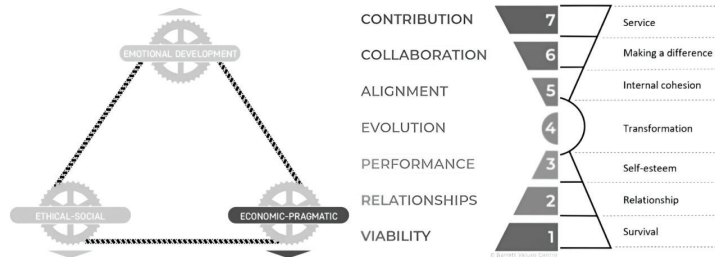 EMOTIONAL DEVELOPMENT
ETHICAL-SOCIAL
ECONOMIC-PRAGMATIC
CONTRIBUTION 7 Service
COLLABORATION 6 Making a difference
ALIGNMENT 5 Internal cohesion
EVOLUTION 4 Transformation
PERFORMANCE 3 Self-esteem
RELATIONSHIPS 2 Relationship
VIABILITY 1 Survival
© Barrett Values Centre